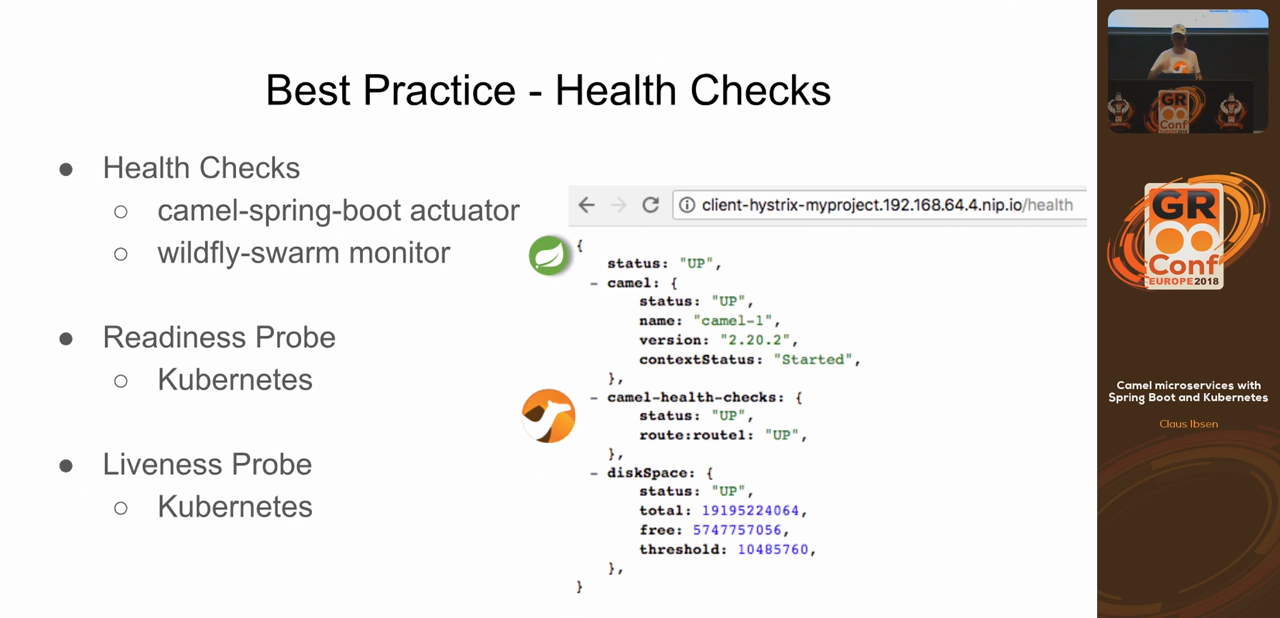 Best Practice - Health Checks
● Health Checks
○ camel-spring-boot actuator
○ wildfly-swarm monitor
● Readiness Probe
○ Kubernetes
● Liveness Probe
○ Kubernetes
client-hystrix-myproject.192.168.64.4.nip.io/health
{
status: "UP",
- camel: {
status: "UP",
name: "camel-1",
version: "2.20.2",
contextStatus: "Started",
},
- camel-health-checks: {
status: "UP",
route:route1: "UP",
},
- diskSpace: {
status: "UP",
total: 19195224064,
free: 5747757056,
threshold: 10485760,
},
}
GR
Conf
GR
Conf
EUROPE2018
Camel microservices with
Spring Boot and Kubernetes
Claus Ibsen